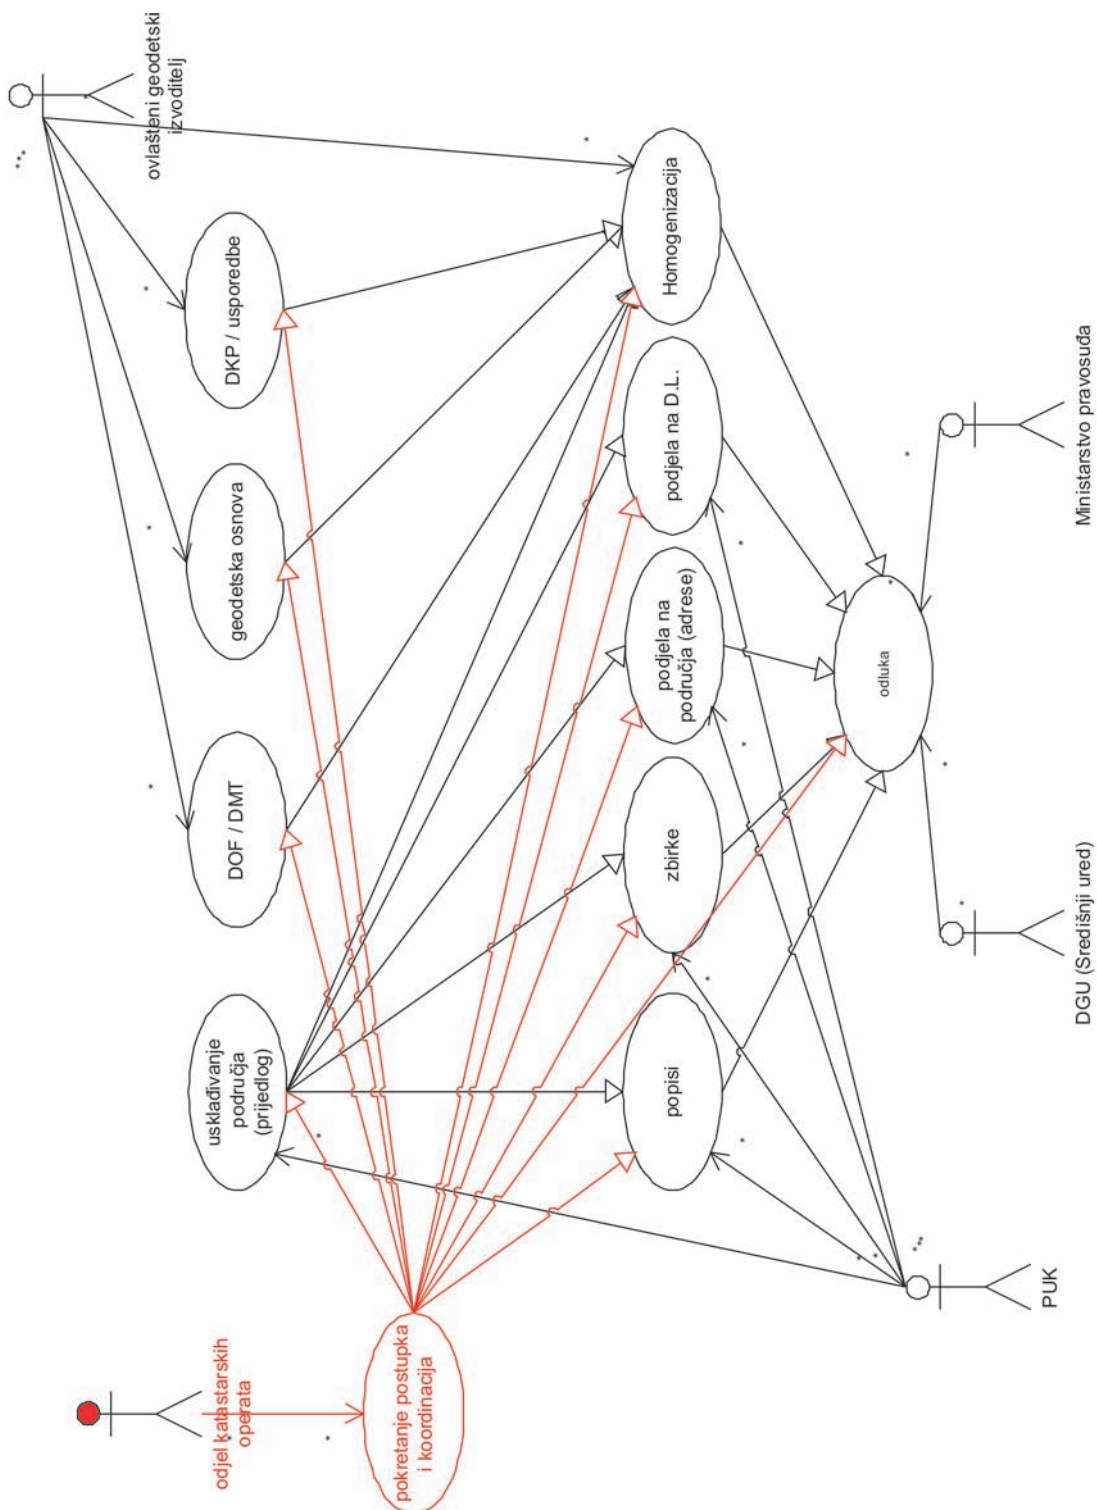 odjel katastarskih
operata
pokretanje postupka
i koordinacija
usklađivanje
područja
(prijedlog)
DOF / DMT
geodetska osnova
DKP / usporedbe
ovlašteni geodetski
izvoditelj
popisi
zbirke
podjela na
područja (adrese)
podjela na D.L.
Homogenizacija
odluka
PUK
DGU (Središnji ured)
Ministarstvo pravosuđa